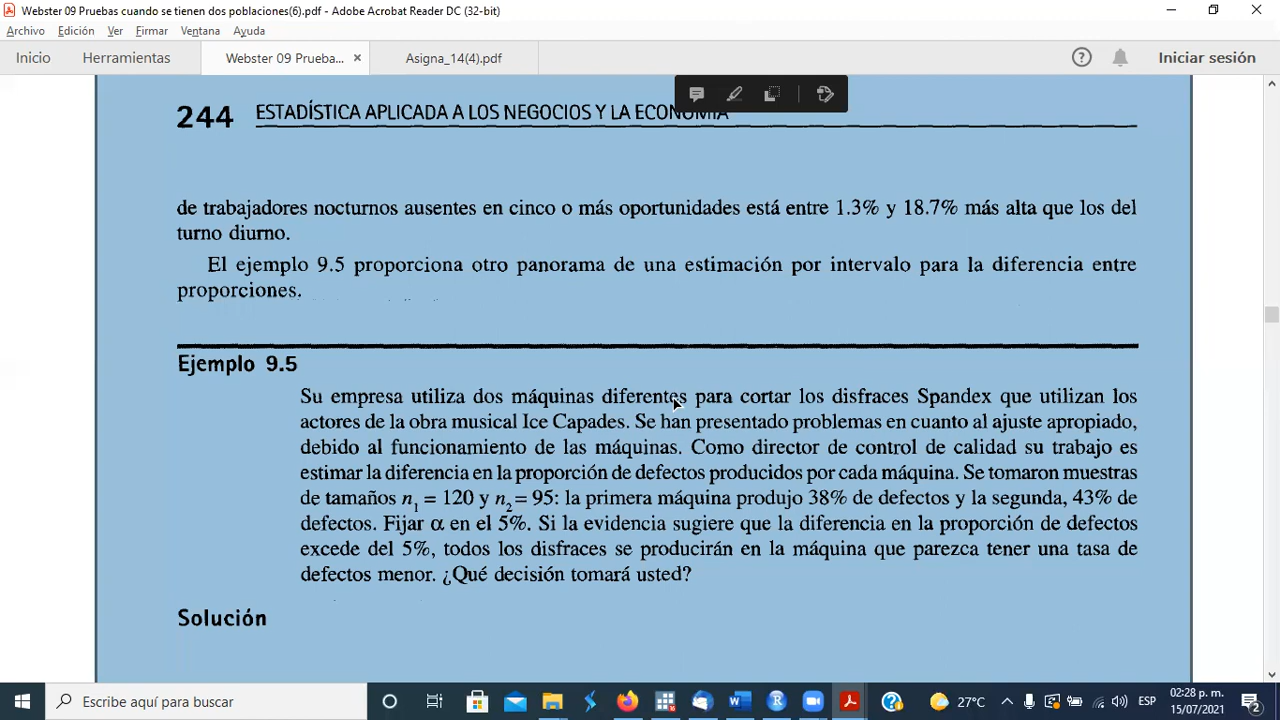 Webster 09 Pruebas cuando se tienen dos poblaciones(6).pdf - Adobe Acrobat Reader DC (32-bit)
Archivo Edición Ver Firmar Ventana Ayuda
Inicio Herramientas Webster 09 Prueba... × Asigna_14(4).pdf Iniciar sesión
244 ESTADÍSTICA APLICADA A LOS NEGOCIOS Y LA ECONOMÍA
de trabajadores nocturnos ausentes en cinco o más oportunidades está entre 1.3% y 18.7% más alta que los del
turno diurno.
El ejemplo 9.5 proporciona otro panorama de una estimación por intervalo para la diferencia entre
proporciones.
Ejemplo 9.5
Su empresa utiliza dos máquinas diferentes para cortar los disfraces Spandex que utilizan los
actores de la obra musical Ice Capades. Se han presentado problemas en cuanto al ajuste apropiado,
debido al funcionamiento de las máquinas. Como director de control de calidad su trabajo es
estimar la diferencia en la proporción de defectos producidos por cada máquina. Se tomaron muestras
de tamaños n₁ = 120 y n₂ = 95: la primera máquina produjo 38% de defectos y la segunda, 43% de
defectos. Fijar α en el 5%. Si la evidencia sugiere que la diferencia en la proporción de defectos
excede del 5%, todos los disfraces se producirán en la máquina que parezca tener una tasa de
defectos menor. ¿Qué decisión tomará usted?
Solución
Escribe aquí para buscar
27°C ESP 02:28 p. m.
15/07/2021
2